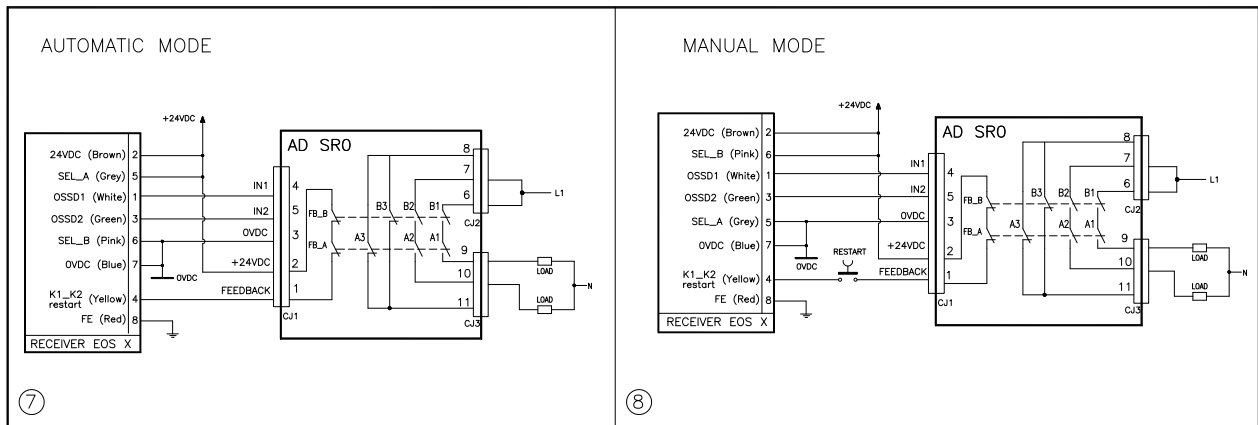 AUTOMATIC MODE
+24VDC
24VDC (Brown) 2
SEL_A (Grey) 5
OSSD1 (White) 1
OSSD2 (Green) 3
SEL_B (Pink) 6
0VDC (Blue) 7
K1_K2 (Yellow) 4
restart
FE (Red) 8
RECEIVER EOS X
0VDC
IN1
IN2
0VDC
+24VDC
FEEDBACK
AD SR0
4
5
3
2
1
CJ1
FB_B
FB_A
B3 B2 B1
A3 A2 A1
8
7
6
CJ2
9
10
11
CJ3
L1
LOAD
LOAD
N
7
MANUAL MODE
+24VDC
24VDC (Brown) 2
SEL_B (Pink) 6
OSSD1 (White) 1
OSSD2 (Green) 3
SEL_A (Grey) 5
0VDC (Blue) 7
K1_K2 (Yellow) 4
restart
FE (Red) 8
RECEIVER EOS X
0VDC
RESTART
IN1
IN2
0VDC
+24VDC
FEEDBACK
AD SR0
4
5
3
2
1
CJ1
FB_B
FB_A
B3 B2 B1
A3 A2 A1
8
7
6
CJ2
9
10
11
CJ3
L1
LOAD
LOAD
N
8